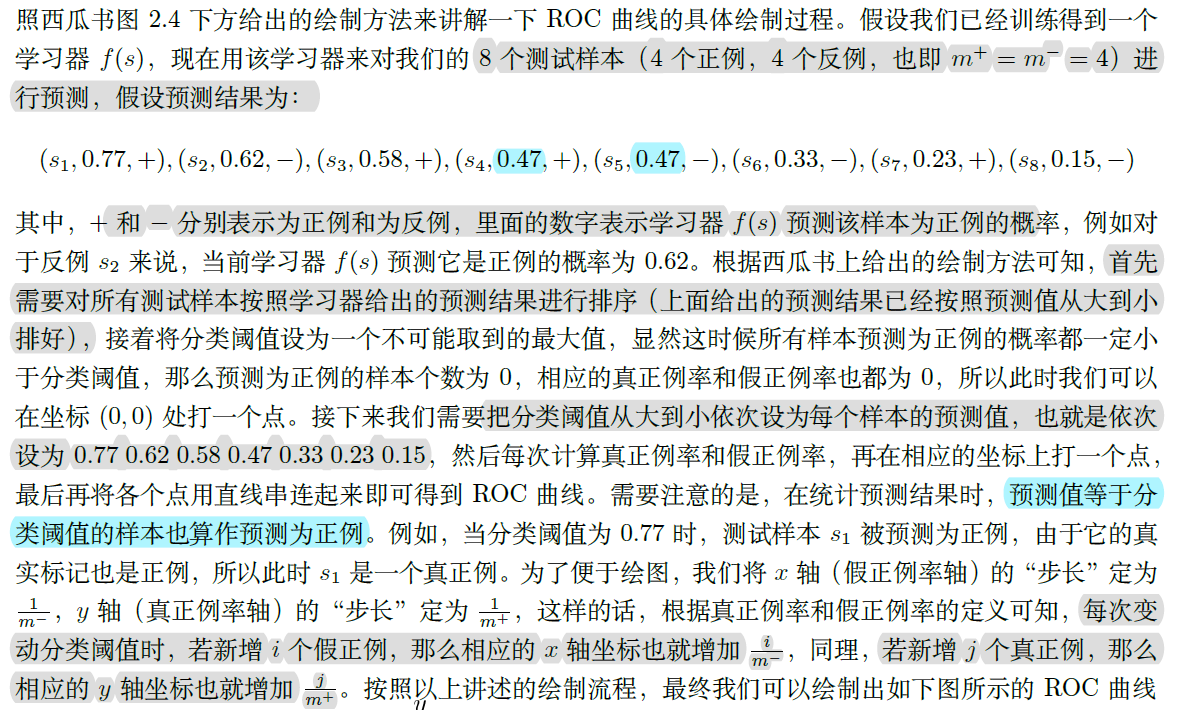 照西瓜书图 2.4 下方给出的绘制方法来讲解一下 ROC 曲线的具体绘制过程。假设我们已经训练得到一个
学习器 f(s)，现在用该学习器来对我们的 8 个测试样本（4 个正例，4 个反例，也即 m⁺ = m⁻ = 4）进
行预测，假设预测结果为：
(s₁, 0.77, +), (s₂, 0.62, −), (s₃, 0.58, +), (s₄, 0.47, +), (s₅, 0.47, −), (s₆, 0.33, −), (s₇, 0.23, +), (s₈, 0.15, −)
其中，+ 和 − 分别表示为正例和为反例，里面的数字表示学习器 f(s) 预测该样本为正例的概率，例如对
于反例 s₂ 来说，当前学习器 f(s) 预测它是正例的概率为 0.62。根据西瓜书上给出的绘制方法可知，首先
需要对所有测试样本按照学习器给出的预测结果进行排序（上面给出的预测结果已经按照预测值从大到小
排好），接着将分类阈值设为一个不可能取到的最大值，显然这时候所有样本预测为正例的概率都一定小
于分类阈值，那么预测为正例的样本个数为 0，相应的真正例率和假正例率也都为 0，所以此时我们可以
在坐标 (0, 0) 处打一个点。接下来我们需要把分类阈值从大到小依次设为每个样本的预测值，也就是依次
设为 0.77 0.62 0.58 0.47 0.33 0.23 0.15，然后每次计算真正例率和假正例率，再在相应的坐标上打一个点，
最后再将各个点用直线串连起来即可得到 ROC 曲线。需要注意的是，在统计预测结果时，预测值等于分
类阈值的样本也算作预测为正例。例如，当分类阈值为 0.77 时，测试样本 s₁ 被预测为正例，由于它的真
实标记也是正例，所以此时 s₁ 是一个真正例。为了便于绘图，我们将 x 轴（假正例率轴）的“步长”定为
1/m⁻，y 轴（真正例率轴）的“步长”定为 1/m⁺，这样的话，根据真正例率和假正例率的定义可知，每次变
动分类阈值时，若新增 i 个假正例，那么相应的 x 轴坐标也就增加 i/m⁻，同理，若新增 j 个真正例，那么
相应的 y 轴坐标也就增加 j/m⁺。按照以上讲述的绘制流程，最终我们可以绘制出如下图所示的 ROC 曲线
y